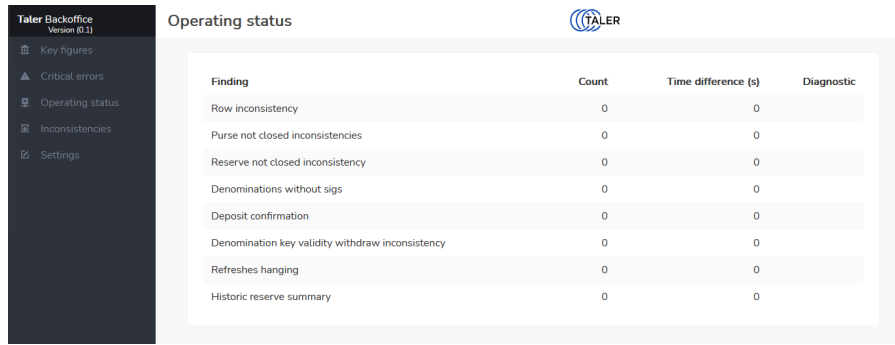 Taler Backoffice
Version (0.1)
Key figures
Critical errors
Operating status
Inconsistencies
Settings
Operating status
TALER
Finding Count Time difference (s) Diagnostic
Row inconsistency 0 0
Purse not closed inconsistencies 0 0
Reserve not closed inconsistency 0 0
Denominations without sigs 0 0
Deposit confirmation 0 0
Denomination key validity withdraw inconsistency 0 0
Refreshes hanging 0 0
Historic reserve summary 0 0